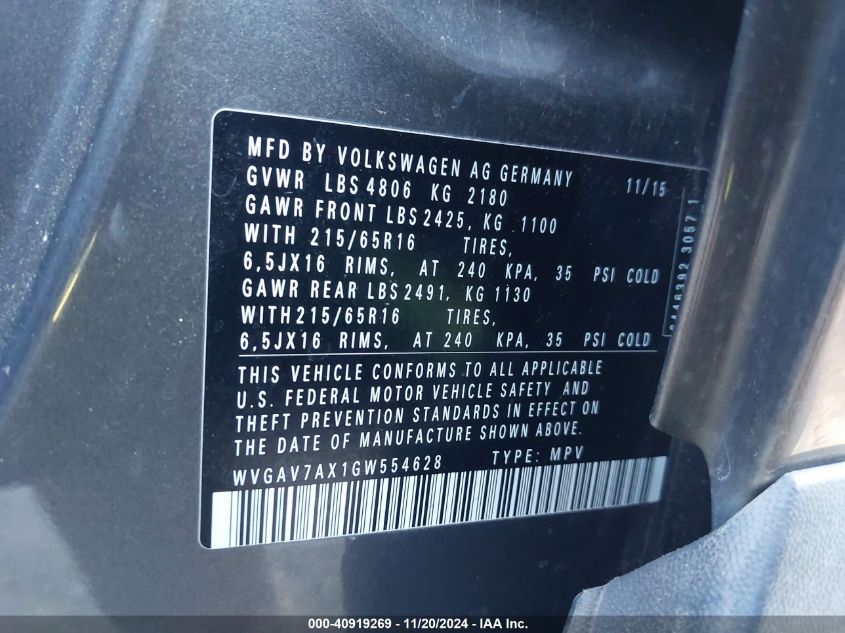 MFD BY VOLKSWAGEN AG GERMANY 11/15
GVWR LBS 4806 KG 2180
GAWR FRONT LBS 2425, KG 1100
WITH 215/65R16 TIRES,
6,5JX16 RIMS, AT 240 KPA, 35 PSI COLD
GAWR REAR LBS 2491, KG 1130
WITH 215/65R16 TIRES,
6,5JX16 RIMS, AT 240 KPA, 35 PSI COLD
THIS VEHICLE CONFORMS TO ALL APPLICABLE
U.S. FEDERAL MOTOR VEHICLE SAFETY AND
THEFT PREVENTION STANDARDS IN EFFECT ON
THE DATE OF MANUFACTURE SHOWN ABOVE.
WVGAV7AX1GW554628 TYPE: MPV
3057 1
000-40919269 - 11/20/2024 - IAA Inc.